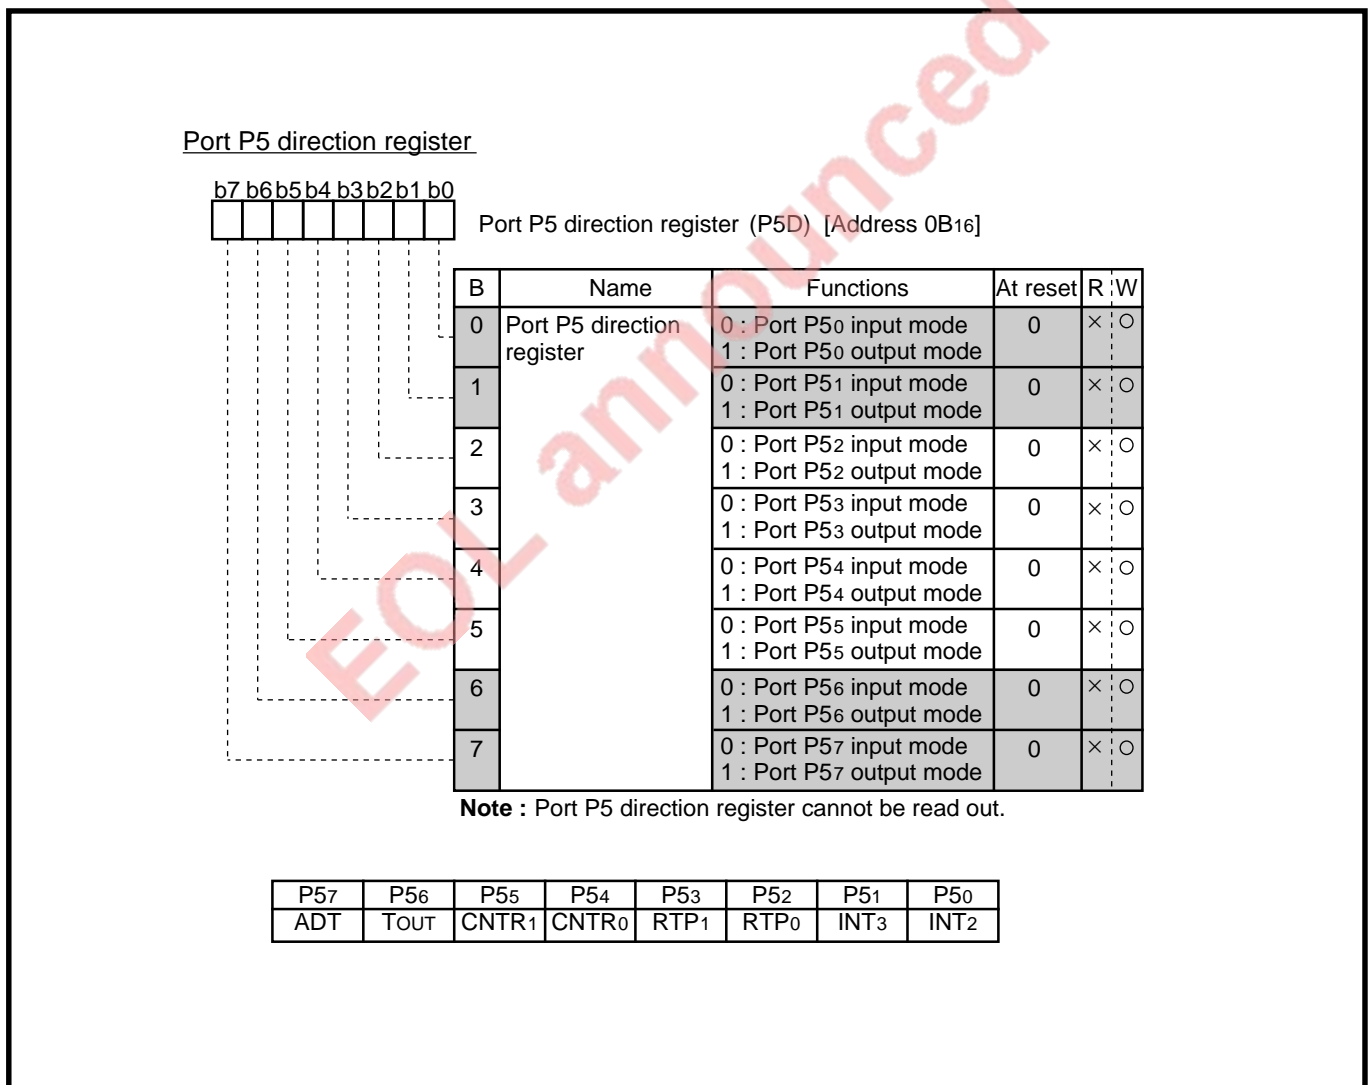 Port P5 direction register
b7 b6 b5 b4 b3 b2 b1 b0
Port P5 direction register (P5D) [Address 0B16]
B Name Functions At reset R W
0 Port P5 direction register 0 : Port P50 input mode 0 × ○
1 : Port P50 output mode
1 0 : Port P51 input mode 0 × ○
1 : Port P51 output mode
2 0 : Port P52 input mode 0 × ○
1 : Port P52 output mode
3 0 : Port P53 input mode 0 × ○
1 : Port P53 output mode
4 0 : Port P54 input mode 0 × ○
1 : Port P54 output mode
5 0 : Port P55 input mode 0 × ○
1 : Port P55 output mode
6 0 : Port P56 input mode 0 × ○
1 : Port P56 output mode
7 0 : Port P57 input mode 0 × ○
1 : Port P57 output mode
Note : Port P5 direction register cannot be read out.
P57 P56 P55 P54 P53 P52 P51 P50
ADT TOUT CNTR1 CNTR0 RTP1 RTP0 INT3 INT2
EOL announced